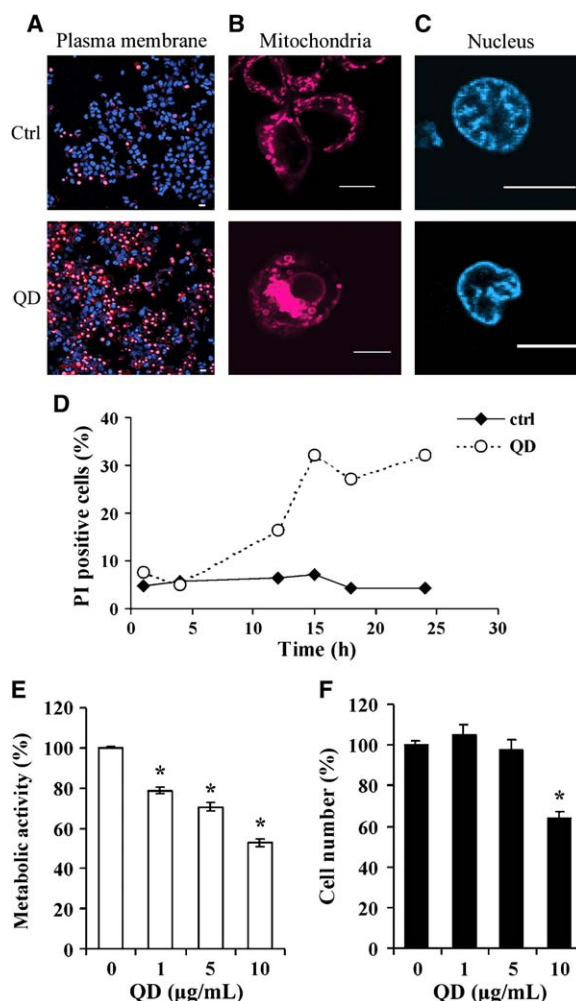 A B C
Plasma membrane Mitochondria Nucleus
Ctrl
QD
D
40
30
20
10
0
PI positive cells (%)
0 5 10 15 20 25 30
Time (h)
ctrl
QD
E
120
100
80
60
40
20
0
Metabolic activity (%)
* * *
0 1 5 10
QD (µg/mL)
F
120
100
80
60
40
20
0
Cell number (%)
*
0 1 5 10
QD (µg/mL)